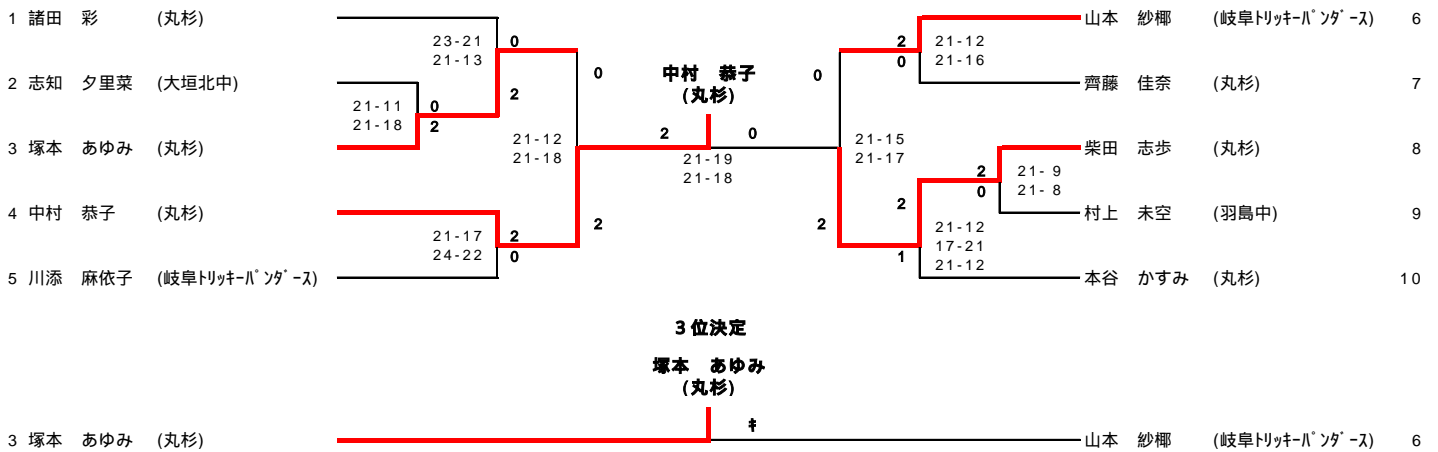 1 諸田 彩 (丸杉)
23-21 0
21-13
2 志知 夕里菜 (大垣北中)
0
2
21-11 0
21-18 2
3 塚本 あゆみ (丸杉)
21-12
21-18
4 中村 恭子 (丸杉)
2
21-17 2
24-22 0
5 川添 麻依子 (岐阜トリッキーパンダース)
中村 恭子
(丸杉)
2 0
21-19
21-18
山本 紗椰 (岐阜トリッキーパンダース) 6
2 21-12
0 21-16
0
齊藤 佳奈 (丸杉) 7
21-15
21-17
柴田 志歩 (丸杉) 8
2 21- 9
0 21- 8
2
村上 未空 (羽島中) 9
2
21-12
17-21
1 21-12
本谷 かすみ (丸杉) 10
3位決定
塚本 あゆみ
(丸杉)
3 塚本 あゆみ (丸杉)
ｷ
山本 紗椰 (岐阜トリッキーパンダース) 6